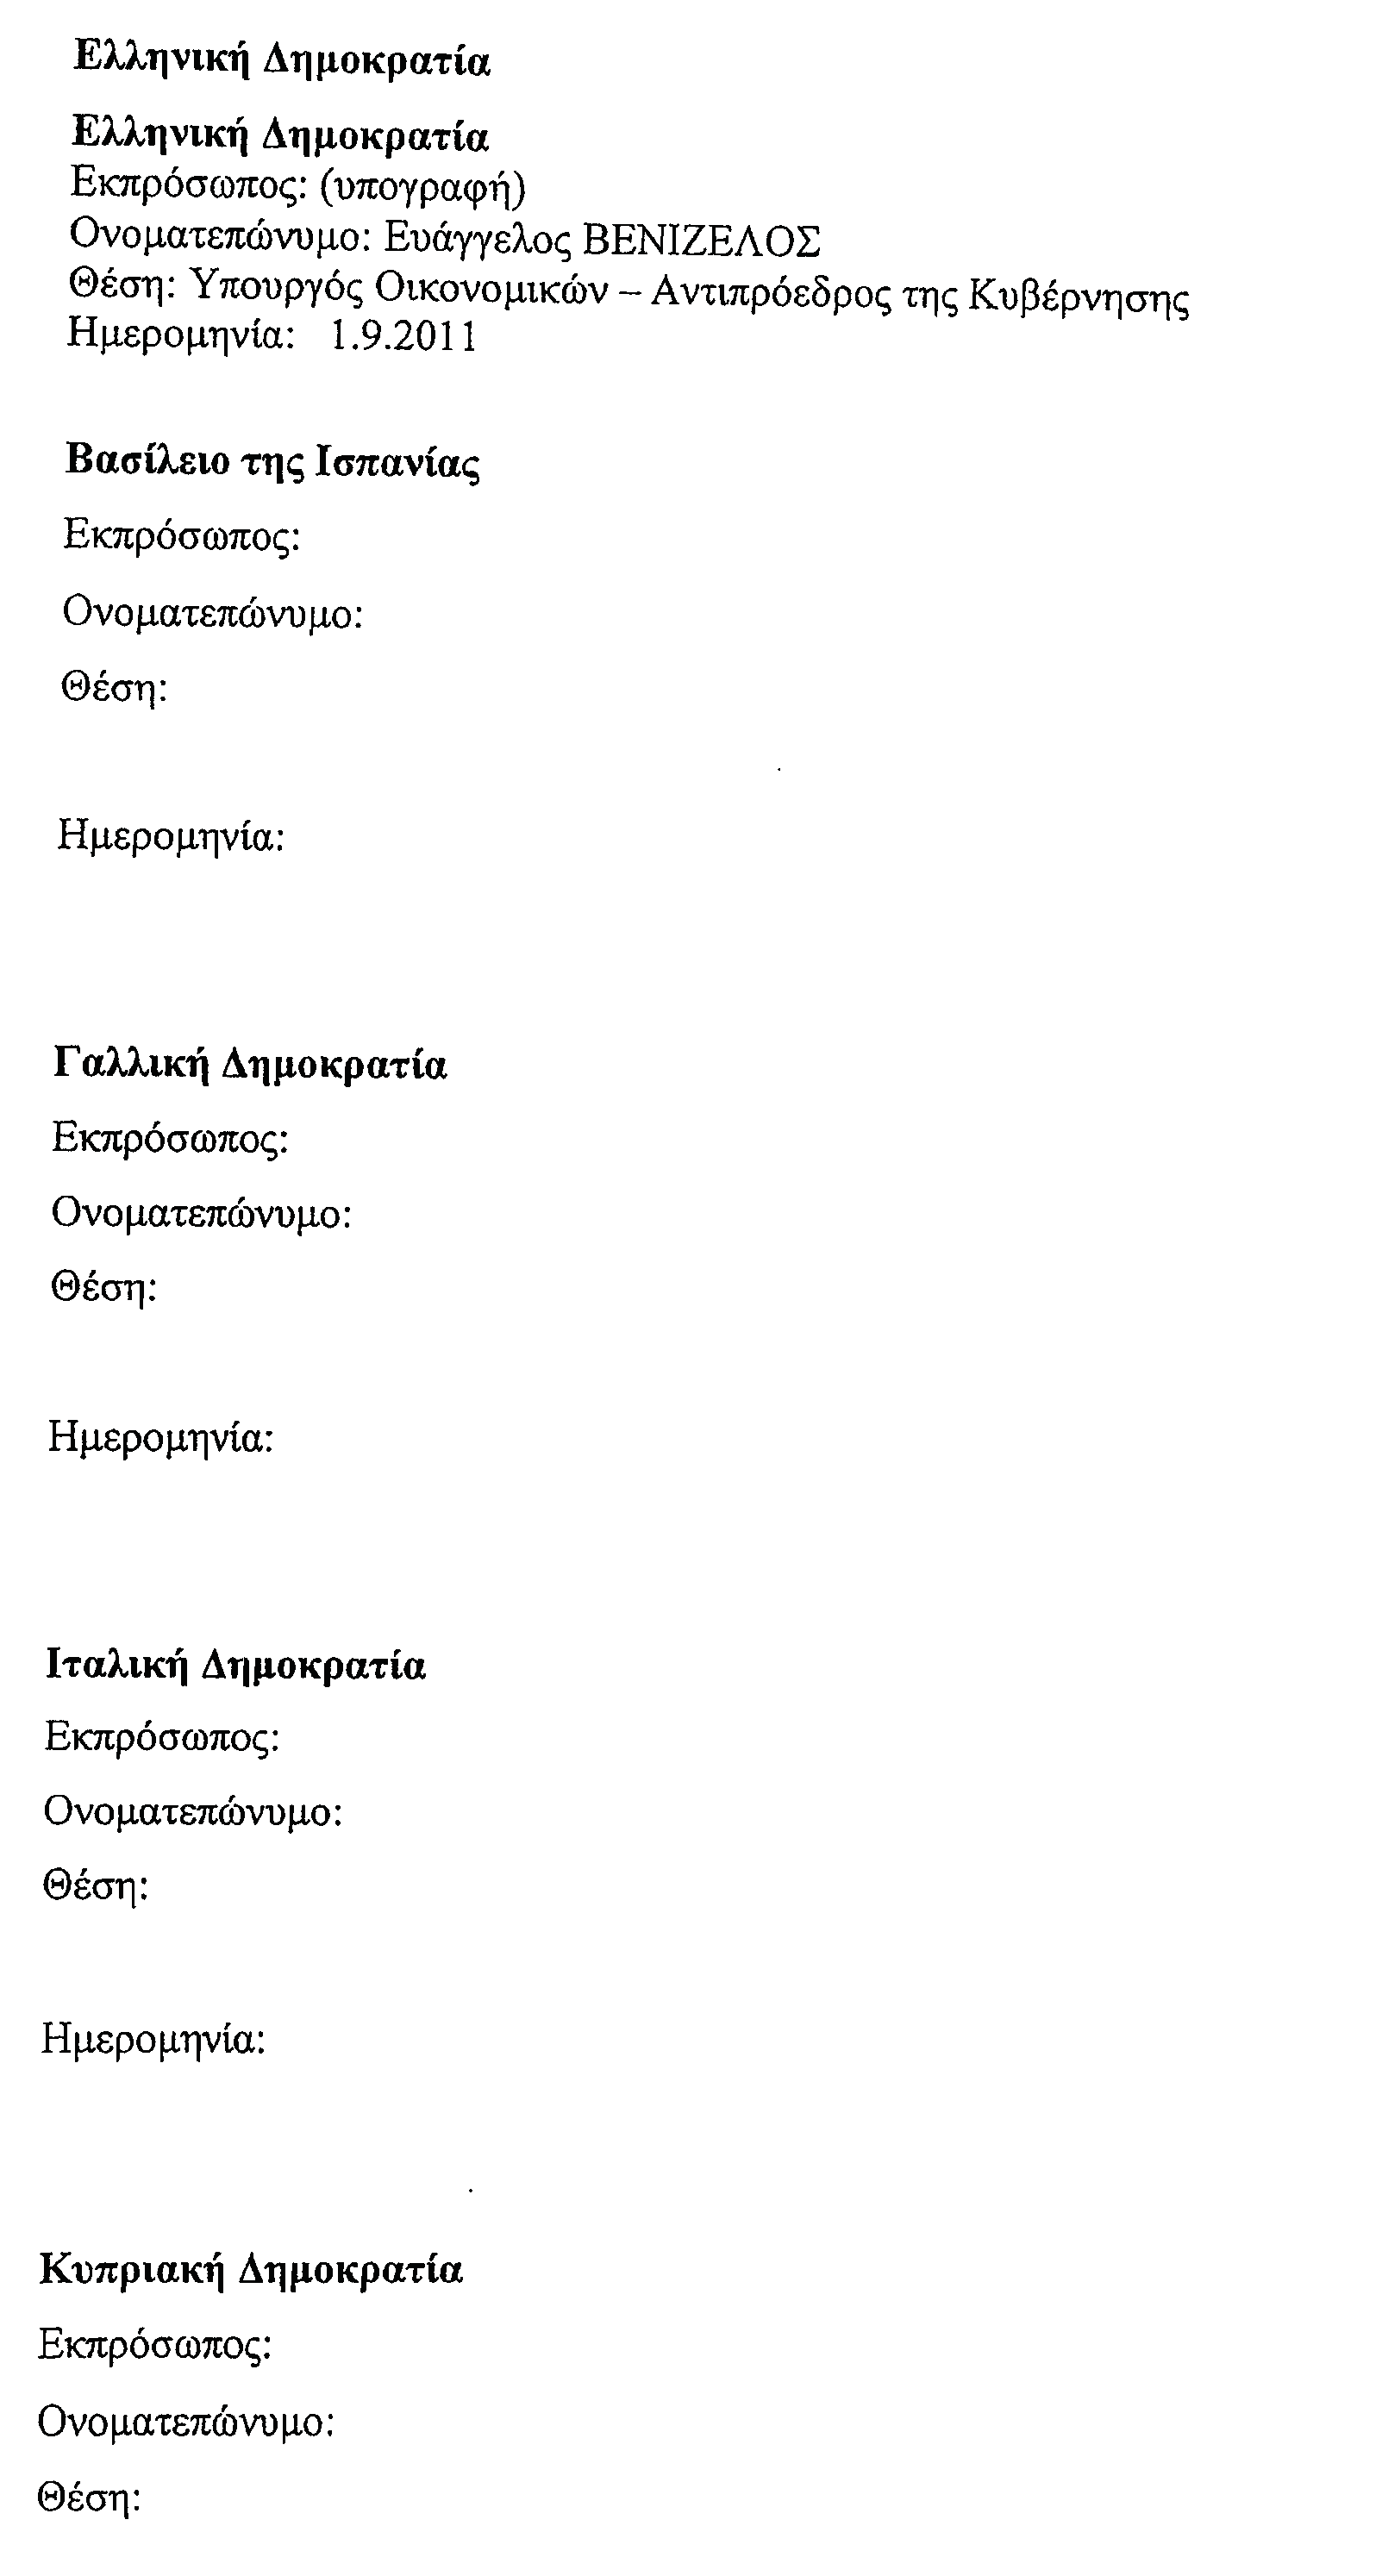 Ελληνική Δημοκρατία
Ελληνική Δημοκρατία
Εκπρόσωπος: (υπογραφή)
Ονοματεπώνυμο: Ευάγγελος ΒΕΝΙΖΕΛΟΣ
Θέση: Υπουργός Οικονομικών – Αντιπρόεδρος της Κυβέρνησης
Ημερομηνία: 1.9.2011
Βασίλειο της Ισπανίας
Εκπρόσωπος:
Ονοματεπώνυμο:
Θέση:
Ημερομηνία:
Γαλλική Δημοκρατία
Εκπρόσωπος:
Ονοματεπώνυμο:
Θέση:
Ημερομηνία:
Ιταλική Δημοκρατία
Εκπρόσωπος:
Ονοματεπώνυμο:
Θέση:
Ημερομηνία:
Κυπριακή Δημοκρατία
Εκπρόσωπος:
Ονοματεπώνυμο:
Θέση: